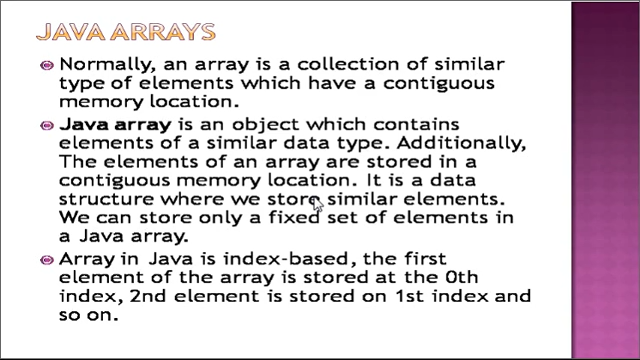 JAVA ARRAYS
Normally, an array is a collection of similar
type of elements which have a contiguous
memory location.
Java array is an object which contains
elements of a similar data type. Additionally,
The elements of an array are stored in a
contiguous memory location. It is a data
structure where we store similar elements.
We can store only a fixed set of elements in
a Java array.
Array in Java is index-based, the first
element of the array is stored at the 0th
index, 2nd element is stored on 1st index and
so on.